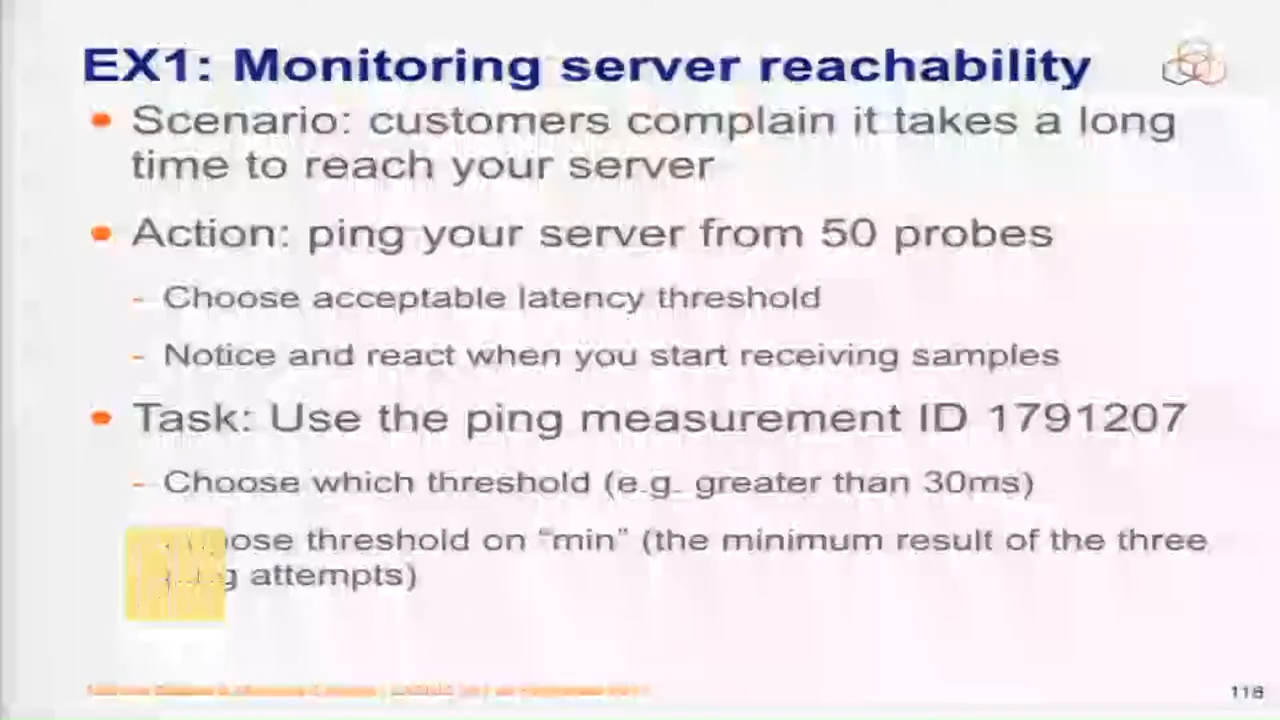 EX1: Monitoring server reachability
• Scenario: customers complain it takes a long
time to reach your server
• Action: ping your server from 50 probes
- Choose acceptable latency threshold
- Notice and react when you start receiving samples
• Task: Use the ping measurement ID 1791207
- Choose which threshold (e.g. greater than 30ms)
threshold on "min" (the minimum result of the three
attempts)
118